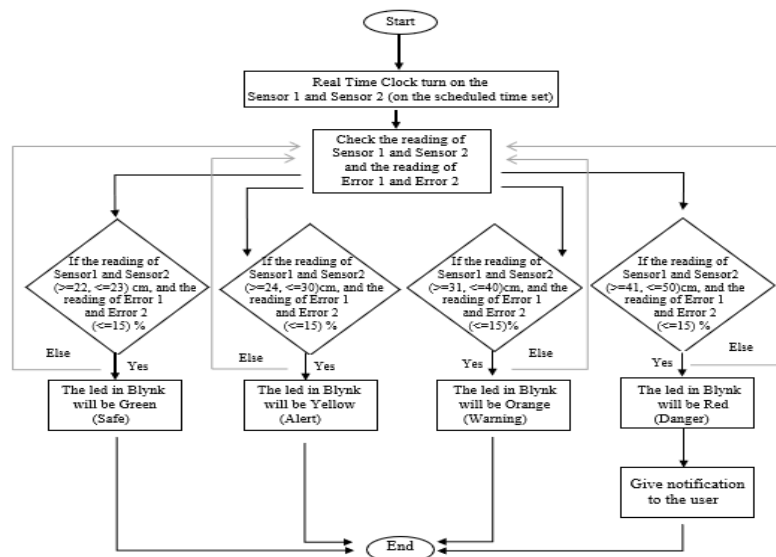 Start
Real Time Clock turn on the
Sensor 1 and Sensor 2 (on the scheduled time set)
Check the reading of
Sensor 1 and Sensor 2
and the reading of
Error 1 and Error 2
If the reading of
Sensor1 and Sensor2
(>=22, <=23) cm, and the
reading of Error 1
and Error 2
(<=15) %
If the reading of
Sensor1 and Sensor2
(>=24, <=30)cm, and the
reading of Error 1
and Error 2
(<=15) %
If the reading of
Sensor1 and Sensor2
(>=31, <=40)cm, and the
reading of Error 1
and Error 2
(<=15)%
If the reading of
Sensor1 and Sensor2
(>=41, <=50)cm, and the
reading of Error 1
and Error 2
(<=15) %
Else
Yes
Else
Yes
Yes
Else
Yes
Else
The led in Blynk
will be Green
(Safe)
The led in Blynk
will be Yellow
(Alert)
The led in Blynk
will be Orange
(Warning)
The led in Blynk
will be Red
(Danger)
Give notification
to the user
End